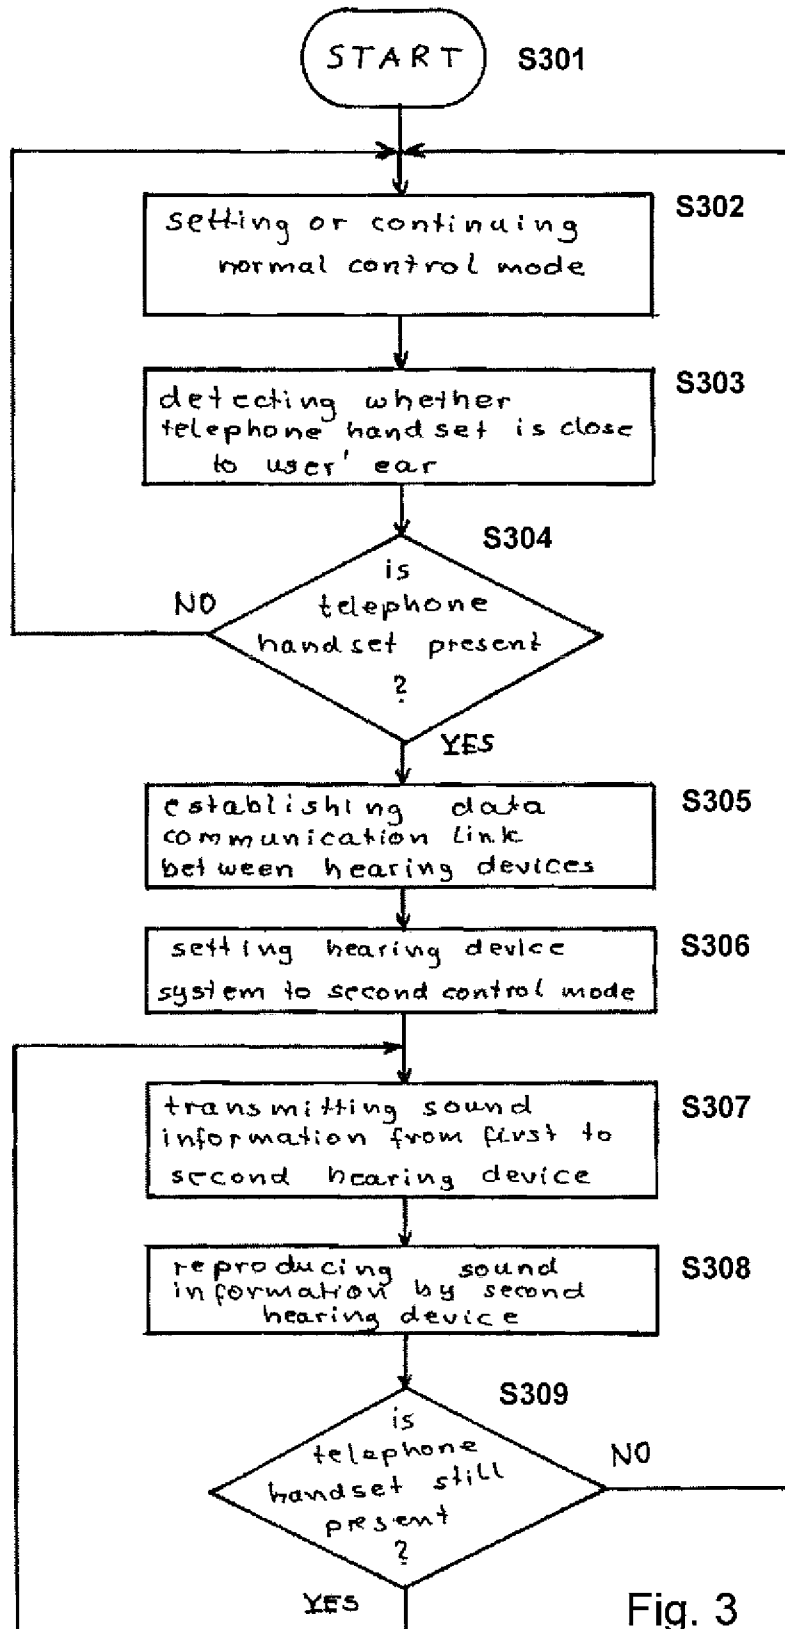 START
S301
S302
setting or continuing
normal control mode
S303
detecting whether
telephone handset is close
to user' ear
S304
is
telephone
handset present
?
NO
YES
S305
establishing data
communication link
between hearing devices
S306
setting hearing device
system to second control mode
S307
transmitting sound
information from first to
second hearing device
S308
reproducing sound
information by second
hearing device
S309
is
telephone
handset still
present
?
NO
YES
Fig. 3